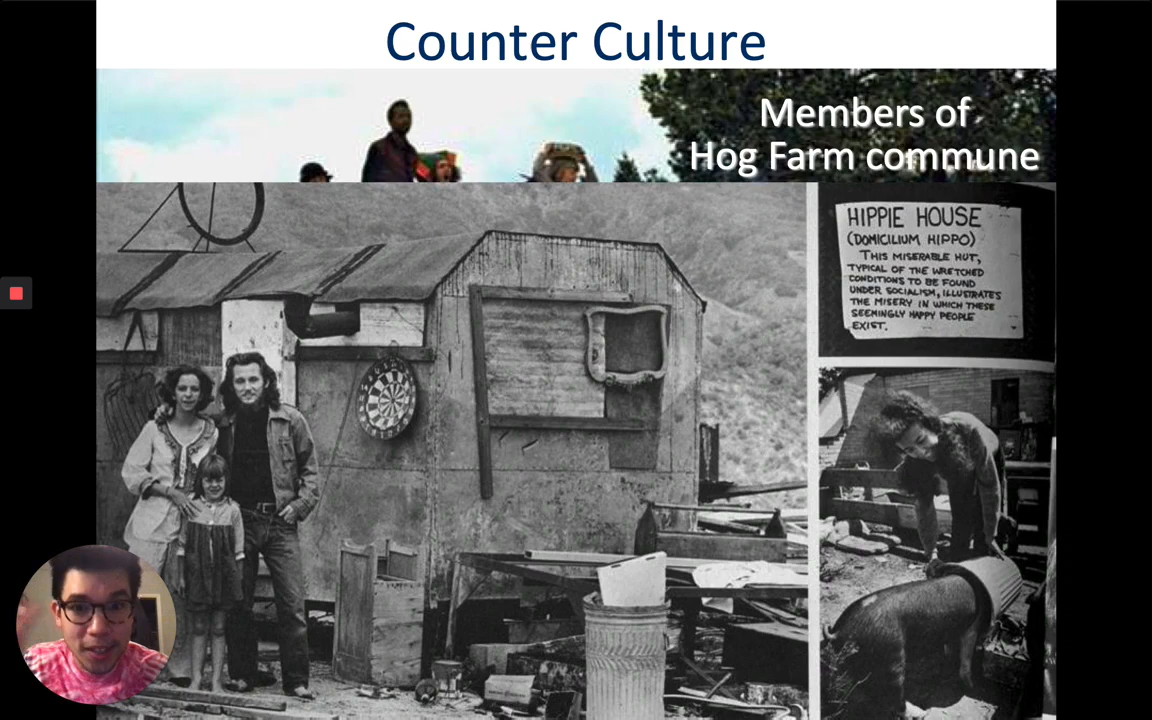 Counter Culture
Members of
Hog Farm commune
HIPPIE HOUSE
(DOMICILIUM HIPPO)
THIS MISERABLE HUT,
TYPICAL OF THE WRETCHED
CONDITIONS TO BE FOUND
UNDER SOCIALISM, ILLUSTRATES
THE MISERY IN WHICH THESE
SEEMINGLY HAPPY PEOPLE
EXIST.